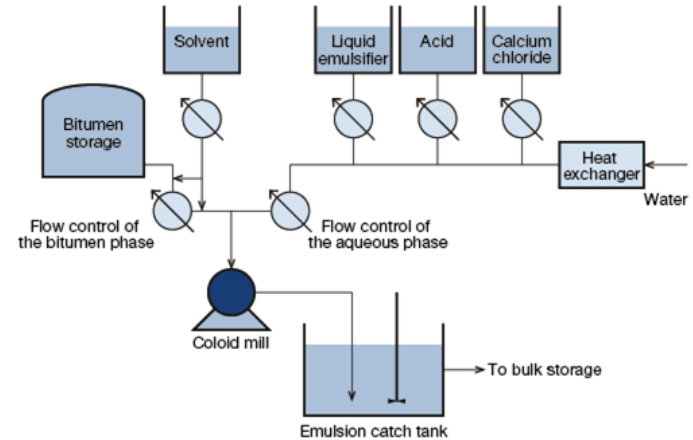 Solvent
Liquid
emulsifier
Acid
Calcium
chloride
Bitumen
storage
Heat
exchanger
Water
Flow control of
the bitumen phase
Flow control of
the aqueous phase
Coloid mill
To bulk storage
Emulsion catch tank